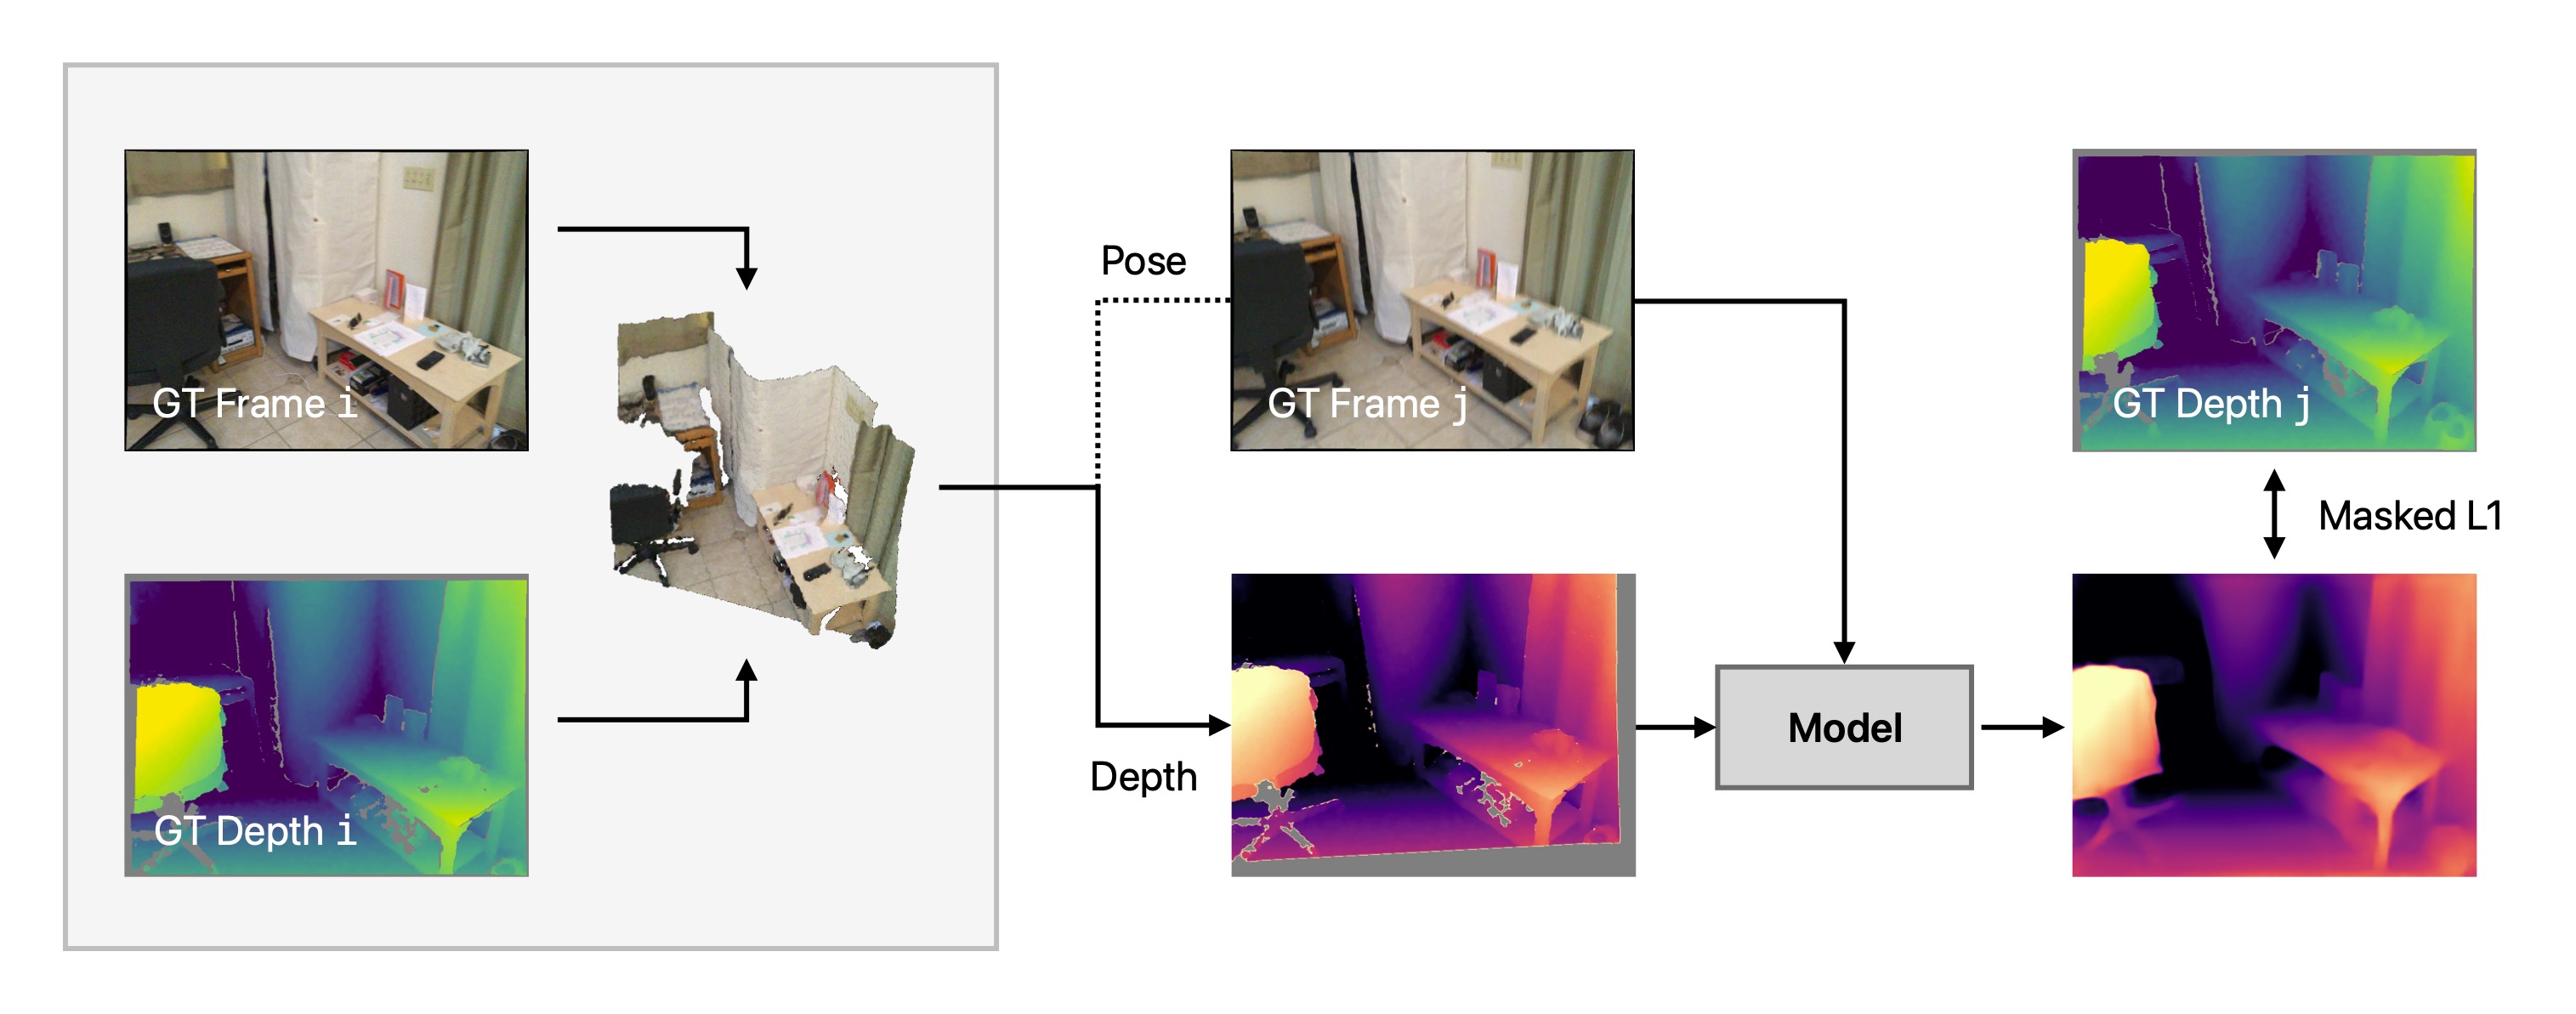 GT Frame i
GT Depth i
Pose
Depth
GT Frame j
Model
GT Depth j
Masked L1